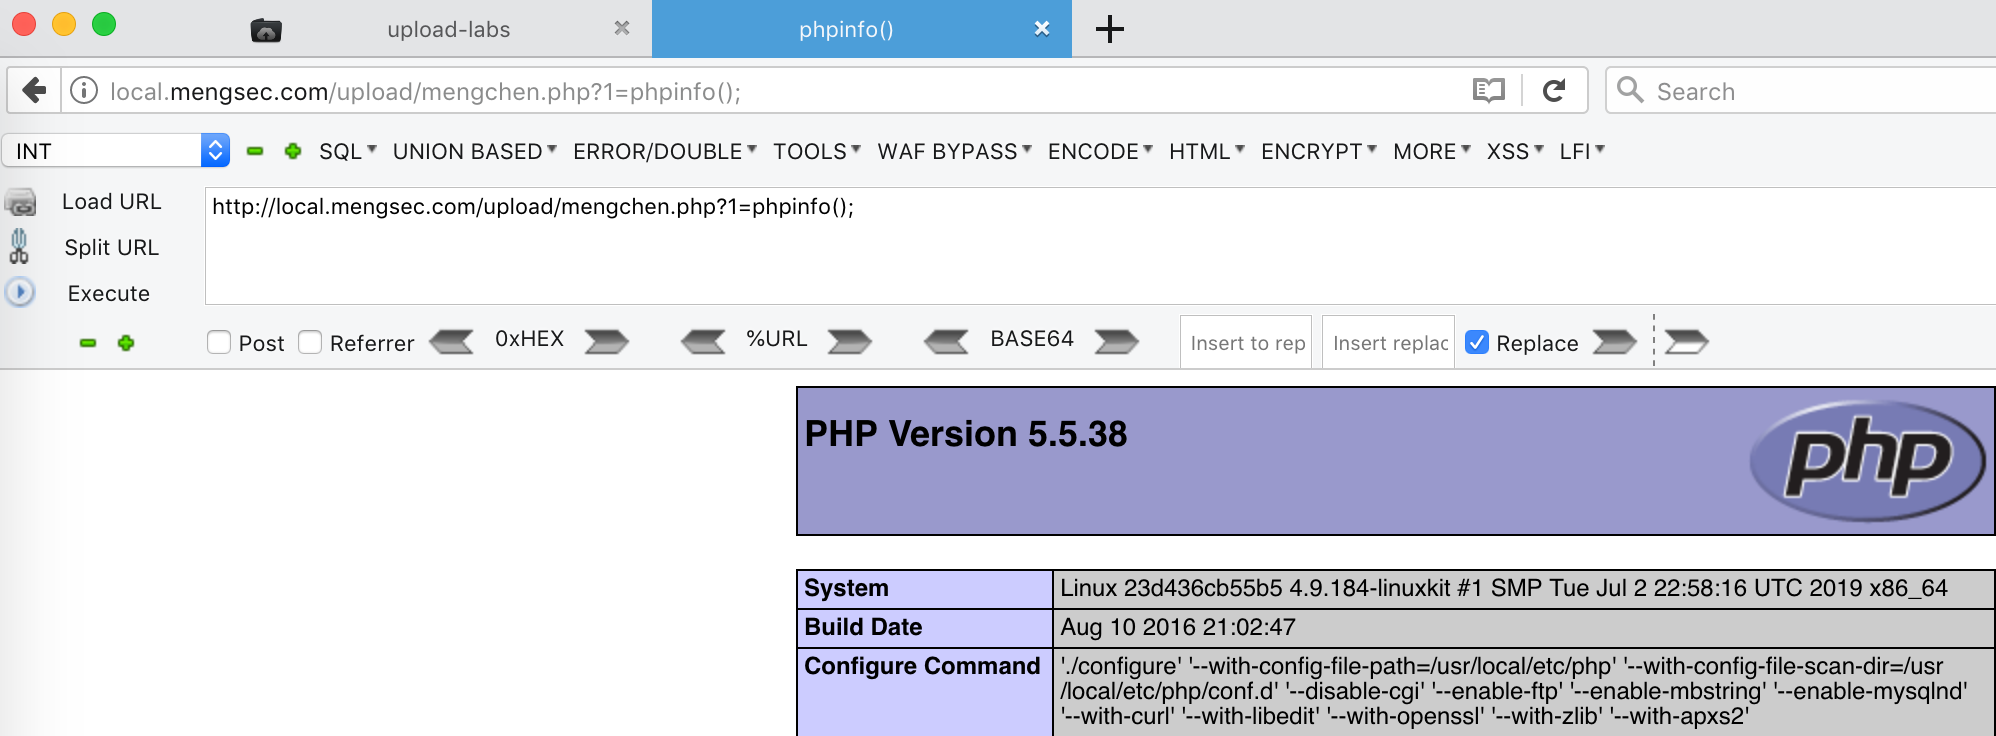 upload-labs
phpinfo()
local.mengsec.com/upload/mengchen.php?1=phpinfo();
Search
INT SQL UNION BASED ERROR/DOUBLE TOOLS WAF BYPASS ENCODE HTML ENCRYPT MORE XSS LFI
Load URL
http://local.mengsec.com/upload/mengchen.php?1=phpinfo();
Split URL
Execute
Post Referrer 0xHEX %URL BASE64 Insert to rep Insert replac Replace
PHP Version 5.5.38
php
System Linux 23d436cb55b5 4.9.184-linuxkit #1 SMP Tue Jul 2 22:58:16 UTC 2019 x86_64
Build Date Aug 10 2016 21:02:47
Configure Command './configure' '--with-config-file-path=/usr/local/etc/php' '--with-config-file-scan-dir=/usr
/local/etc/php/conf.d' '--disable-cgi' '--enable-ftp' '--enable-mbstring' '--enable-mysqlnd'
'--with-curl' '--with-libedit' '--with-openssl' '--with-zlib' '--with-apxs2'